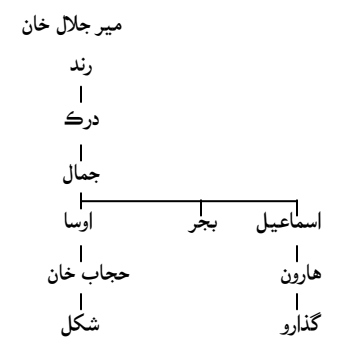 میر جلال خان
رند
درک
جمال
اسماعیل بجر اوسا
هارون حجاب خان
گذارو شکل